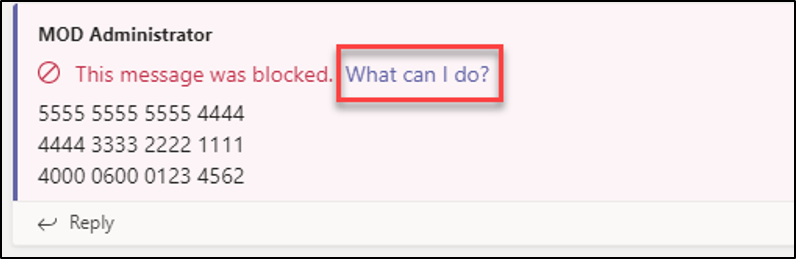 MOD Administrator
This message was blocked. What can I do?
5555 5555 5555 4444
4444 3333 2222 1111
4000 0600 0123 4562
Reply